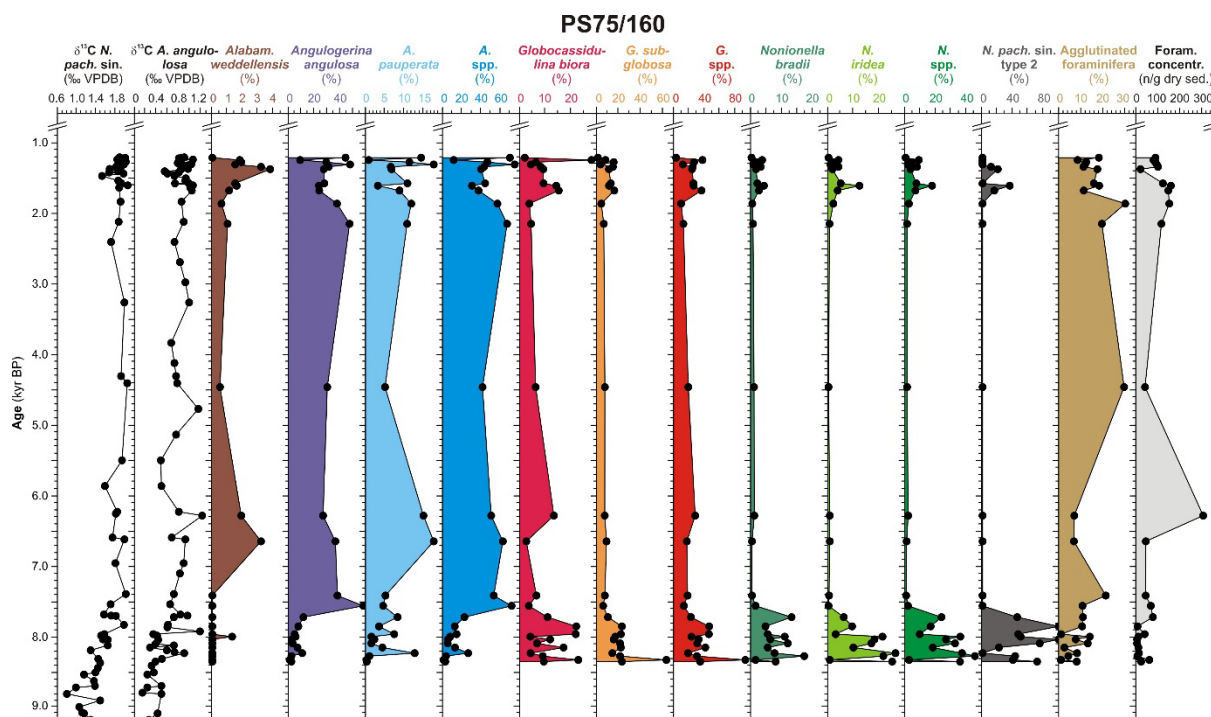 PS75/160
δ¹³C N.
pach. sin.
(‰ VPDB)
δ¹³C A. angulo-
losa
(‰ VPDB)
Alabam.
weddellensis
(%)
Angulogerina
angulosa
(%)
A.
pauperata
(%)
A.
spp.
(%)
Globocassidu-
lina biora
(%)
G. sub-
globosa
(%)
G.
spp.
(%)
Nonionella
bradii
(%)
N.
iridea
(%)
N.
spp.
(%)
N. pach. sin.
type 2
(%)
Agglutinated
foraminifera
(%)
Foram.
concentr.
(n/g dry sed.)
0.6 1.0 1.4 1.8
0 0.4 0.8 1.2
0 1 2 3 4
0 20 40
0 5 10 15
0 20 40 60
0 10 20
0 20 40 60
0 40 80
0 10 20
0 10 20
0 20 40
0 40 80
0 10 20 30
0 100 200 300
Age (kyr BP)
1.0
2.0
3.0
4.0
5.0
6.0
7.0
8.0
9.0